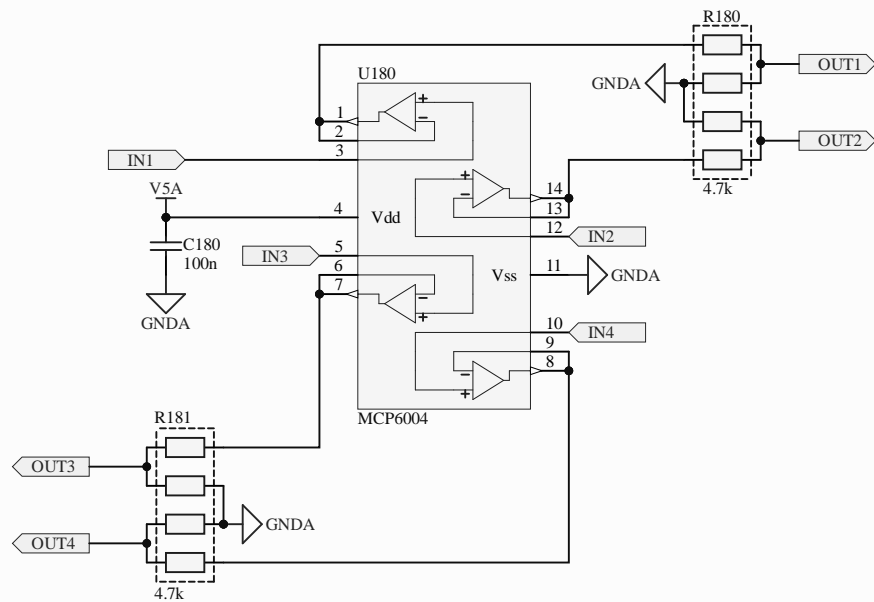 R180
OUT1
GNDA
OUT2
4.7k
U180
1
2
3
IN1
14
13
12
IN2
V5A
4
Vdd
C180
100n
GNDA
IN3
5
6
7
Vss
11
GNDA
10
IN4
9
8
MCP6004
R181
OUT3
GNDA
OUT4
4.7k